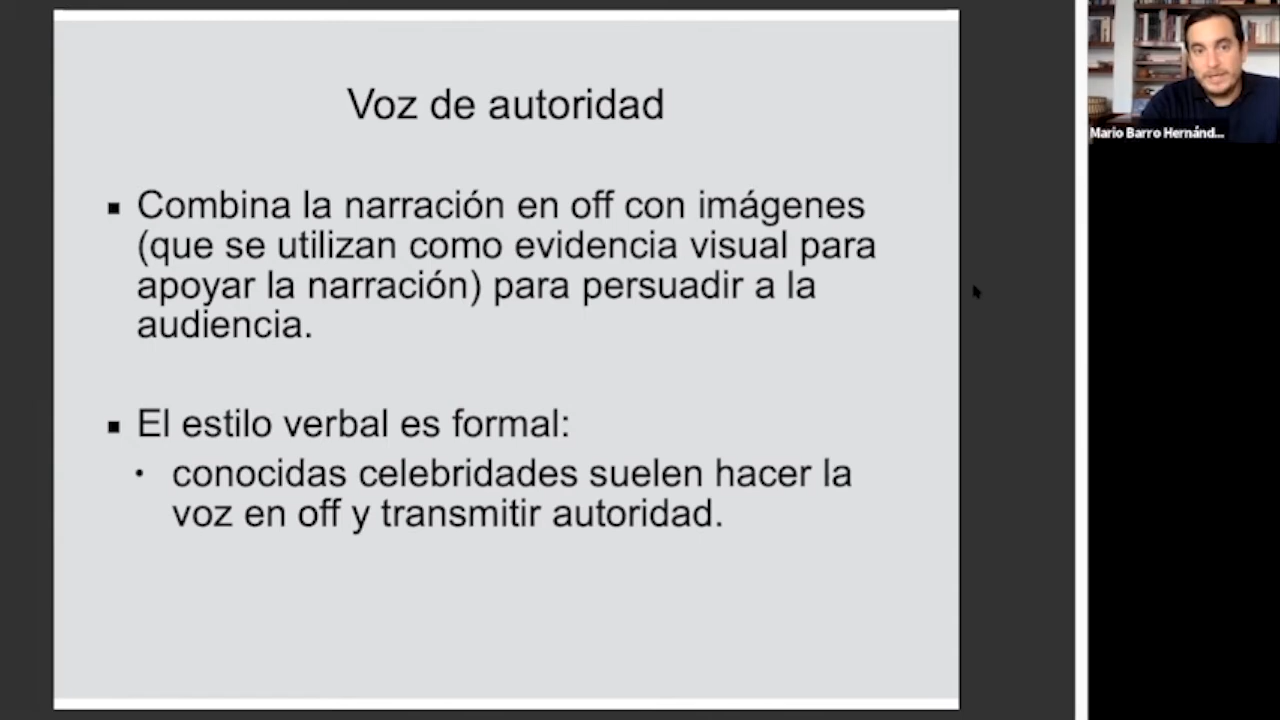 Voz de autoridad
Combina la narración en off con imágenes
(que se utilizan como evidencia visual para
apoyar la narración) para persuadir a la
audiencia.
El estilo verbal es formal:
conocidas celebridades suelen hacer la
voz en off y transmitir autoridad.
Mario Barro Hernánd...